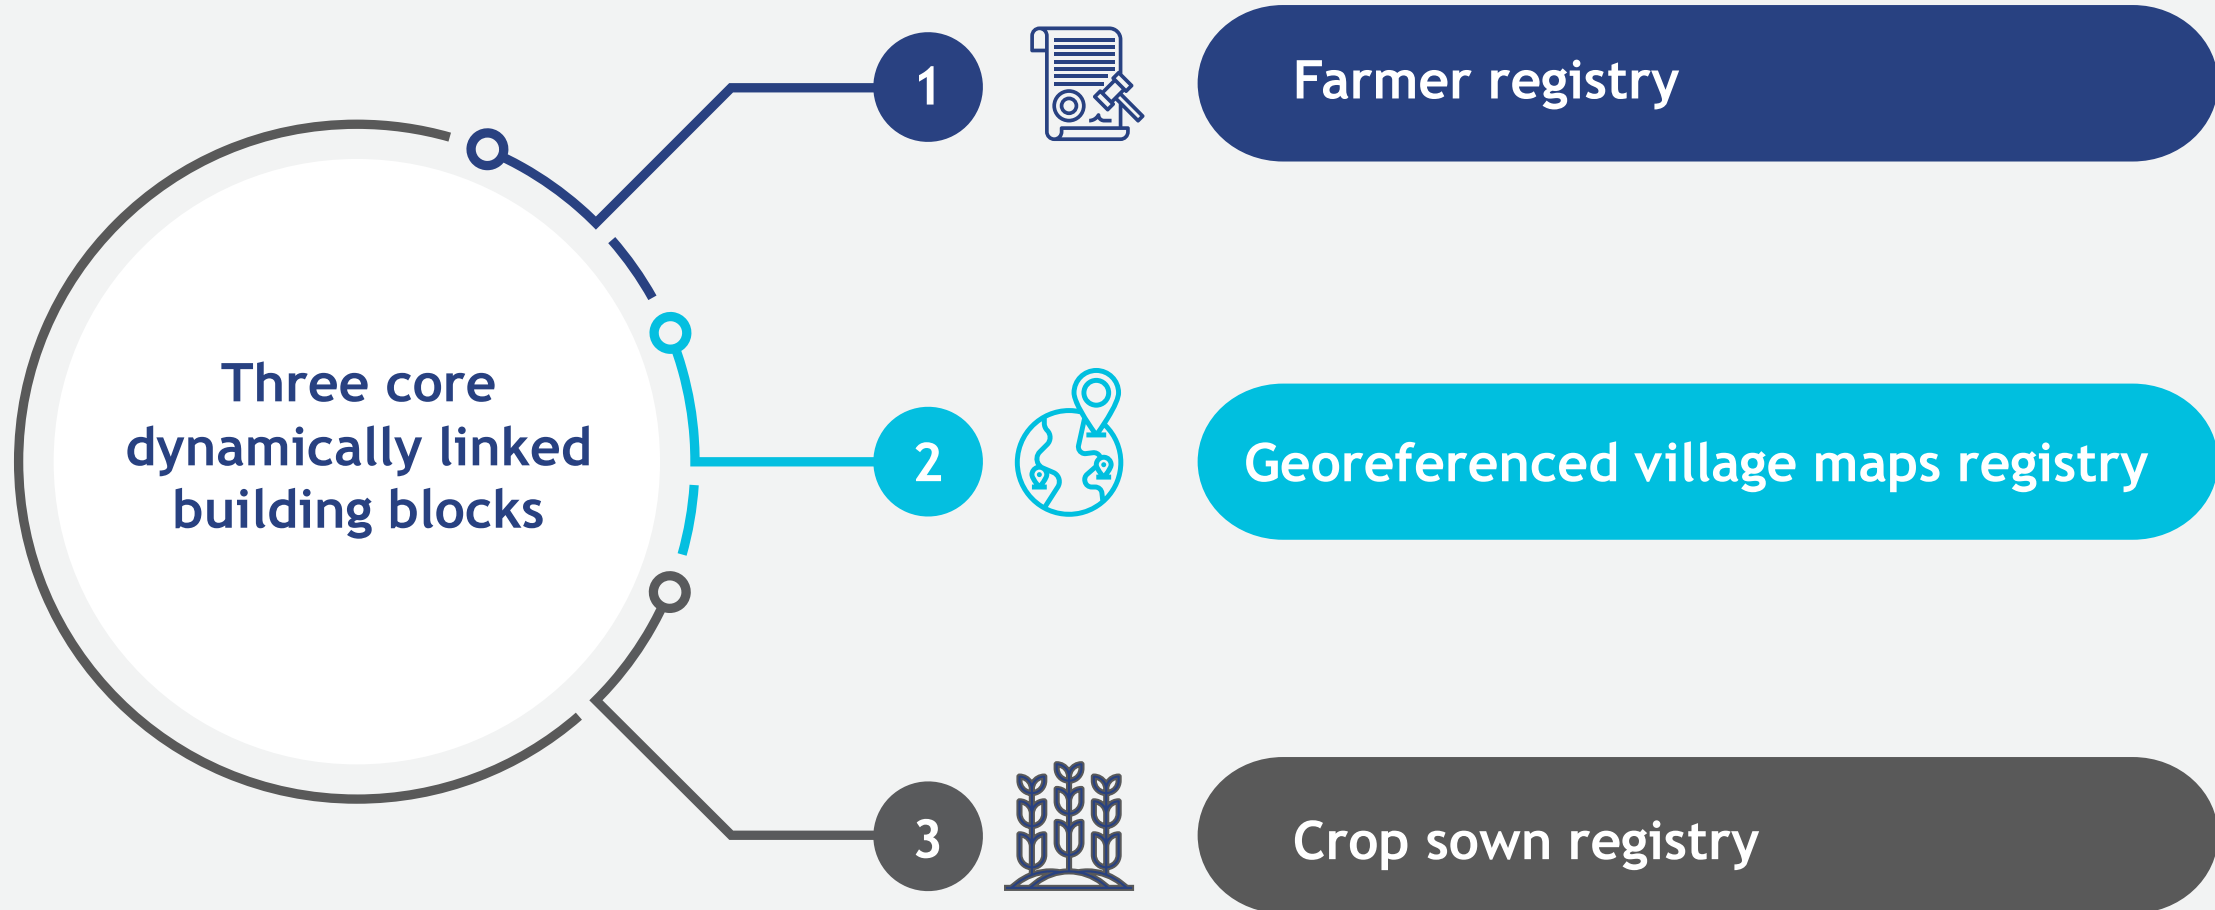 Three core
dynamically linked
building blocks
1
Farmer registry
2
Georeferenced village maps registry
3
Crop sown registry